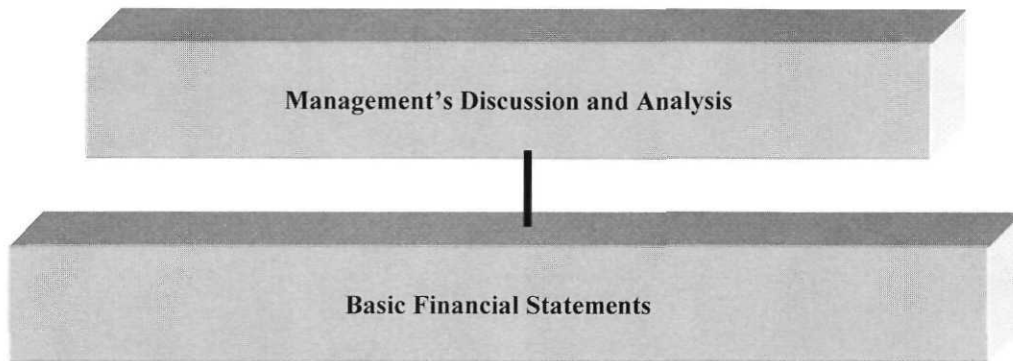 Management’s Discussion and Analysis
Basic Financial Statements